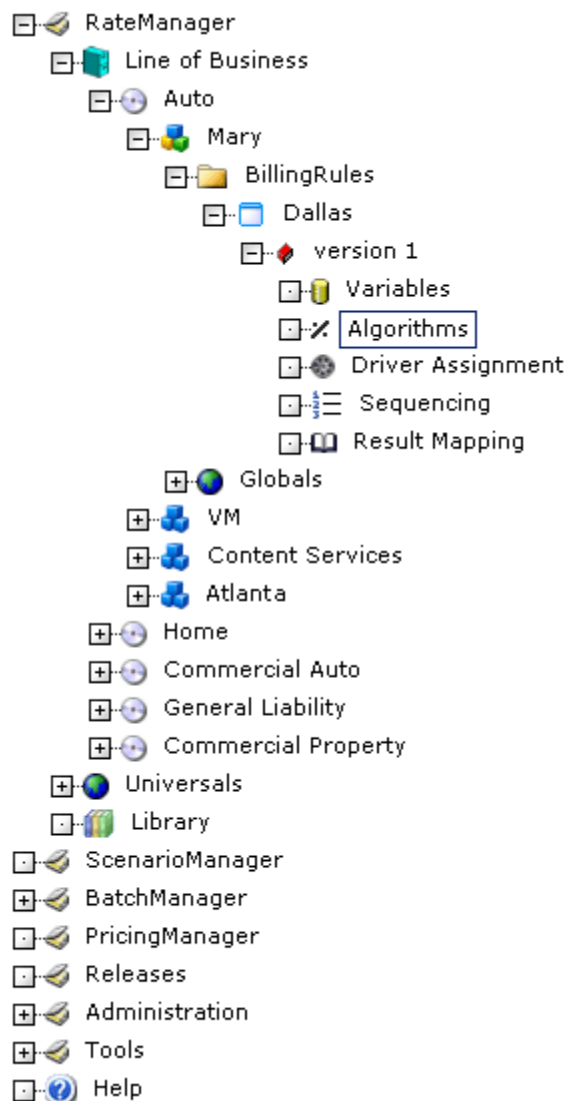 RateManager
Line of Business
Auto
Mary
BillingRules
Dallas
version 1
Variables
Algorithms
Driver Assignment
Sequencing
Result Mapping
Globals
VM
Content Services
Atlanta
Home
Commercial Auto
General Liability
Commercial Property
Universals
Library
ScenarioManager
BatchManager
PricingManager
Releases
Administration
Tools
Help